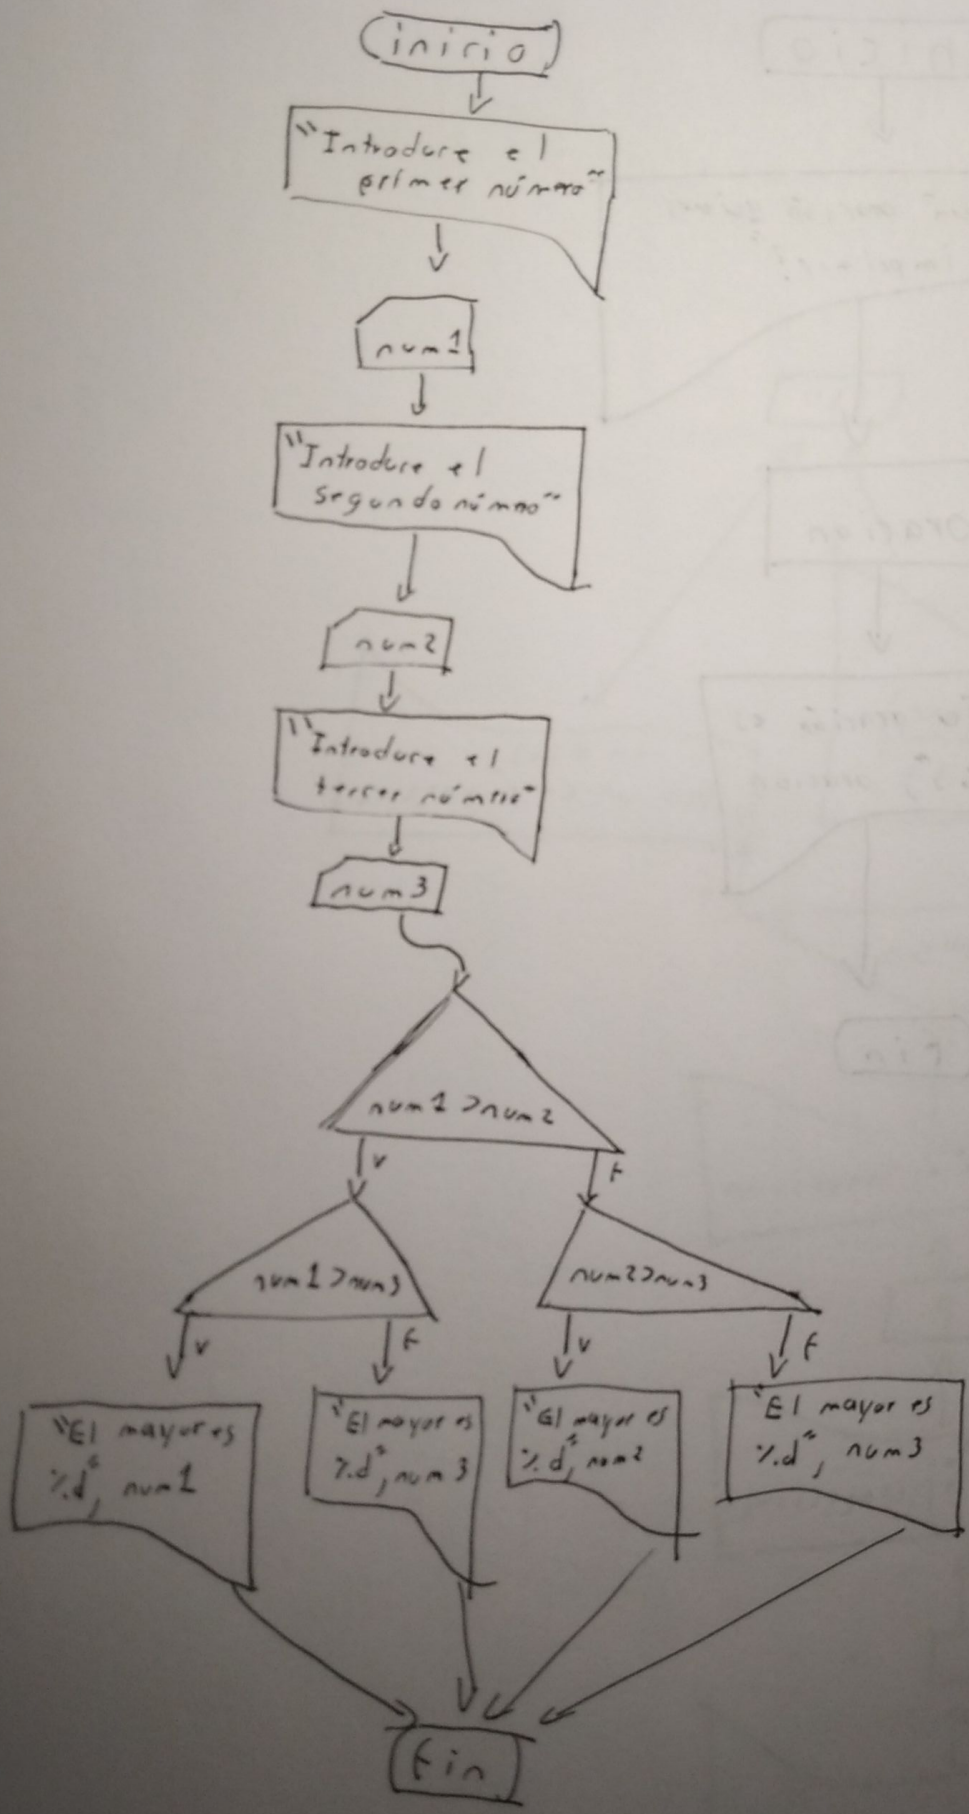 inicio
"Introduce el
primer número"
num1
"Introduce el
segundo número"
num2
"Introduce el
tercer número"
num3
num1 > num2
V
F
num1 > num3
num2 > num3
V
F
V
F
"El mayor es
%d", num1
"El mayor es
%d", num3
"El mayor es
%d", num2
"El mayor es
%d", num3
Fin